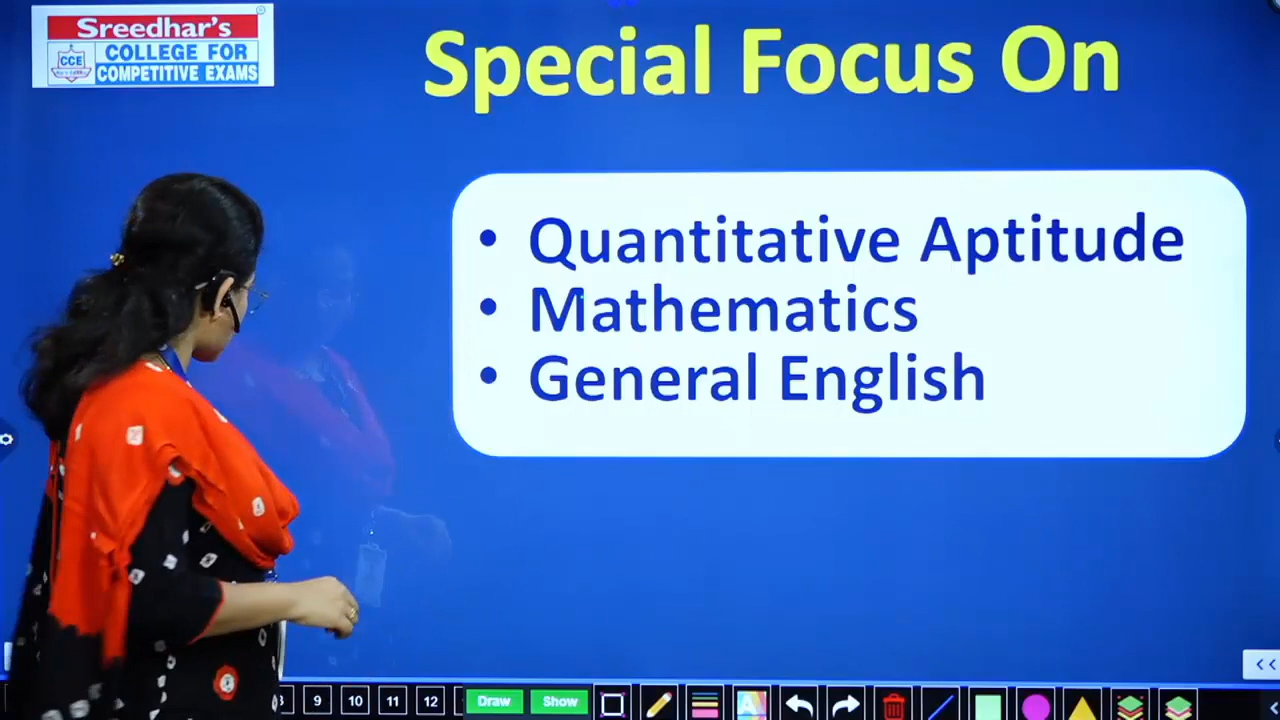 Sreedhar's
CCE
COLLEGE FOR
COMPETITIVE EXAMS
Special Focus On
• Quantitative Aptitude
• Mathematics
• General English
9 10 11 12 Draw Show